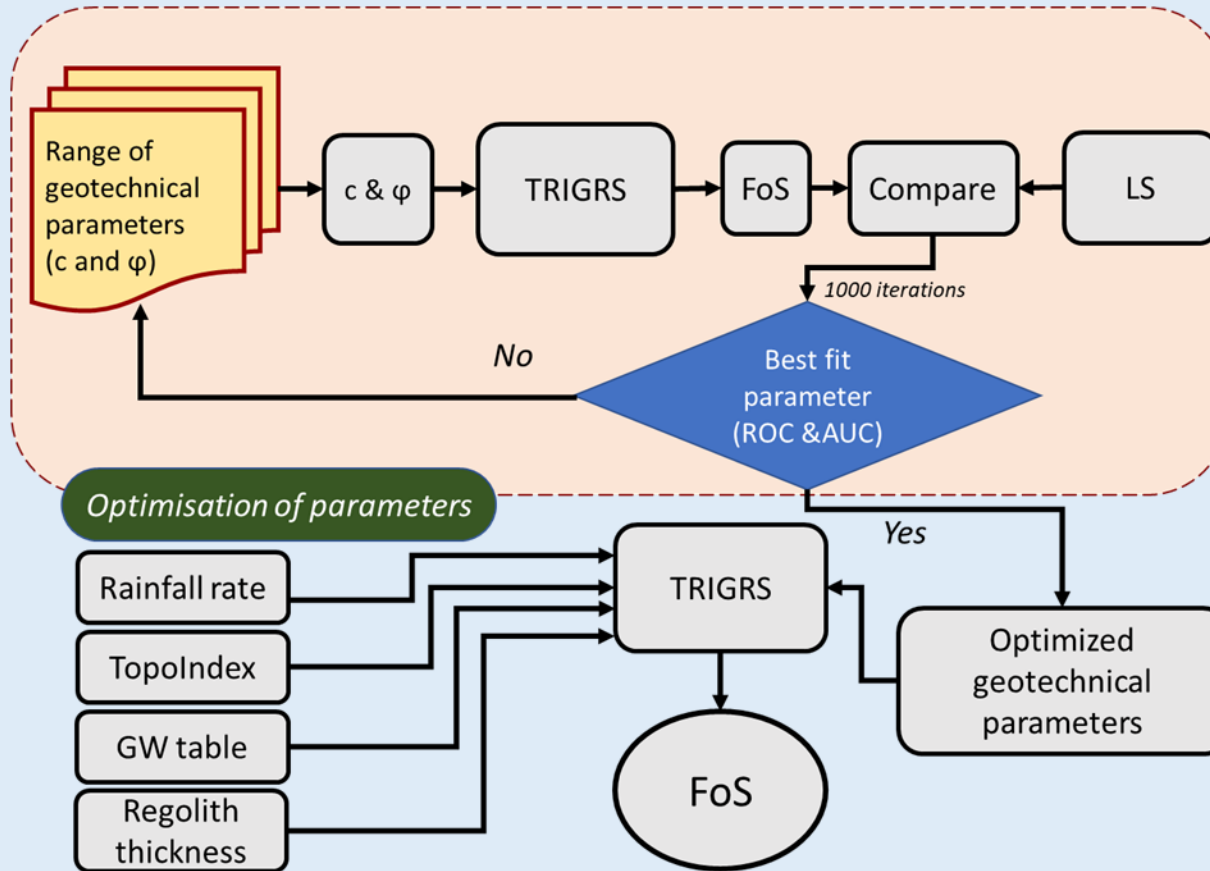 Range of
geotechnical
parameters
(c and φ)
c & φ
TRIGRS
FoS
Compare
LS
1000 iterations
No
Best fit
parameter
(ROC &AUC)
Optimisation of parameters
Yes
Rainfall rate
TopoIndex
GW table
Regolith
thickness
TRIGRS
Optimized
geotechnical
parameters
FoS